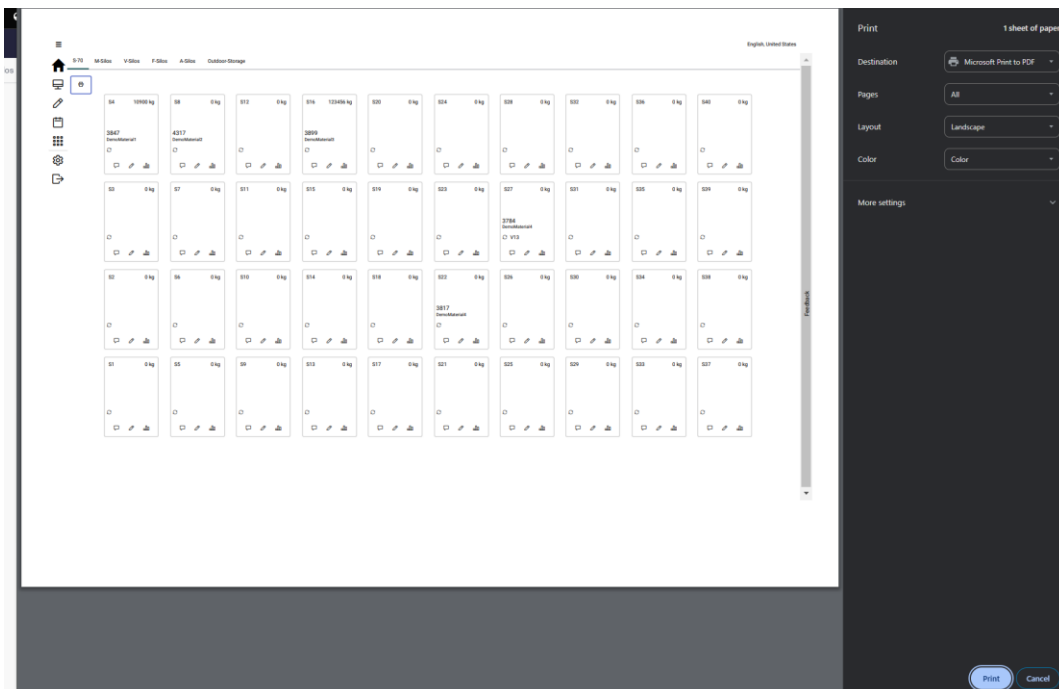 English, United States
S-70 M-Silos V-Silos F-Silos A-Silos Outdoor-Storage
S4 10900 kg S8 0 kg S12 0 kg S16 123456 kg S20 0 kg S24 0 kg S28 0 kg S32 0 kg S36 0 kg S40 0 kg
3847 4317 3899
DemoMaterial1 DemoMaterial2 DemoMaterial3
S3 0 kg S7 0 kg S11 0 kg S15 0 kg S19 0 kg S23 0 kg S27 0 kg S31 0 kg S35 0 kg S39 0 kg
3784
DemoMaterial4
V13
S2 0 kg S6 0 kg S10 0 kg S14 0 kg S18 0 kg S22 0 kg S26 0 kg S30 0 kg S34 0 kg S38 0 kg
3817
S1 0 kg S5 0 kg S9 0 kg S13 0 kg S17 0 kg S21 0 kg S25 0 kg S29 0 kg S33 0 kg S37 0 kg
Feedback
Print 1 sheet of paper
Destination Microsoft Print to PDF
Pages All
Layout Landscape
Color Color
More settings
Print Cancel